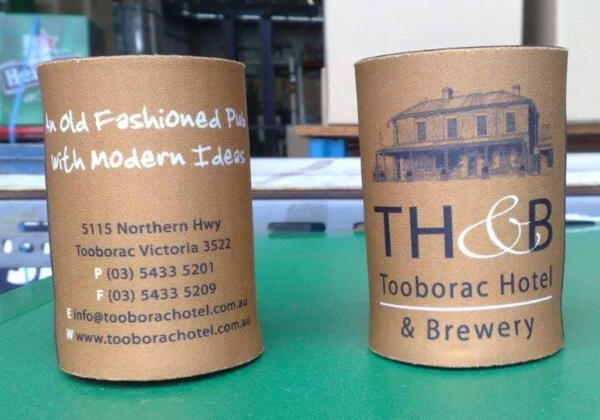 An Old Fashioned Pub
with Modern Ideas
5115 Northern Hwy
Tooborac Victoria 3522
P (03) 5433 5201
F (03) 5433 5209
E info@tooborachotel.com.au
W www.tooborachotel.com.au
TH&B
Tooborac Hotel
& Brewery